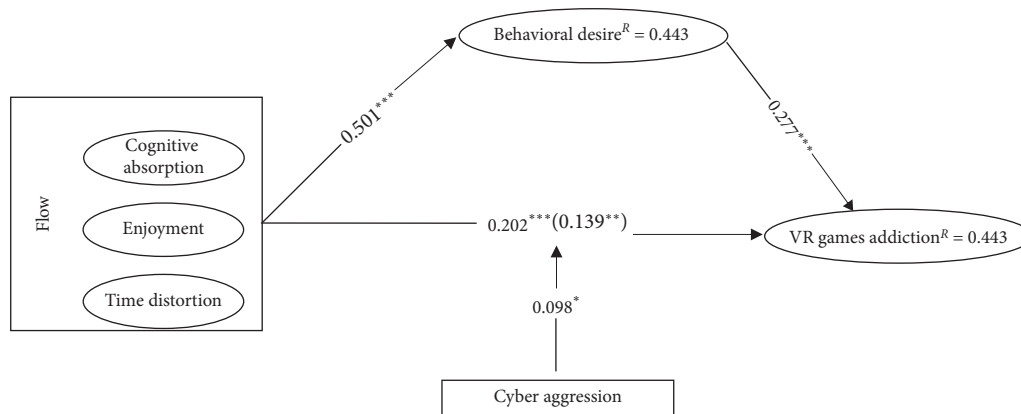 Behavioral desire^R = 0.443
0.501***
0.277***
Flow
Cognitive
absorption
Enjoyment
Time distortion
0.202***(0.139**)
VR games addiction^R = 0.443
0.098*
Cyber aggression